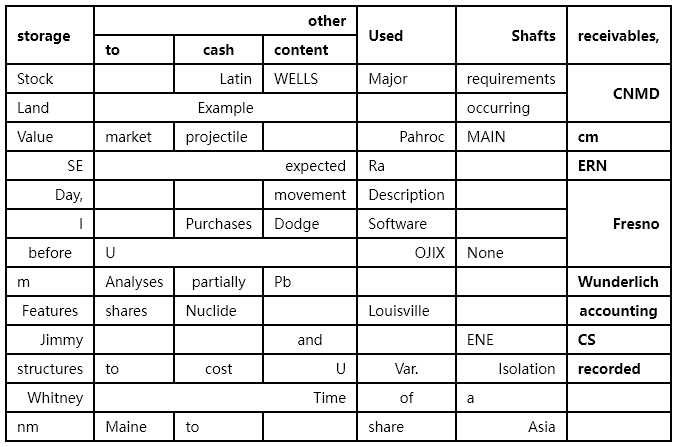 storage other Used Shafts receivables,
to cash content
Stock Latin WELLS Major requirements CNMD
Land Example occurring
Value market projectile Pahroc MAIN cm
SE expected Ra ERN
Day, movement Description Fresno
I Purchases Dodge Software
before U OJIX None
m Analyses partially Pb Wunderlich
Features shares Nuclide Louisville accounting
Jimmy and ENE CS
structures to cost U Var. Isolation recorded
Whitney Time of a
nm Maine to share Asia